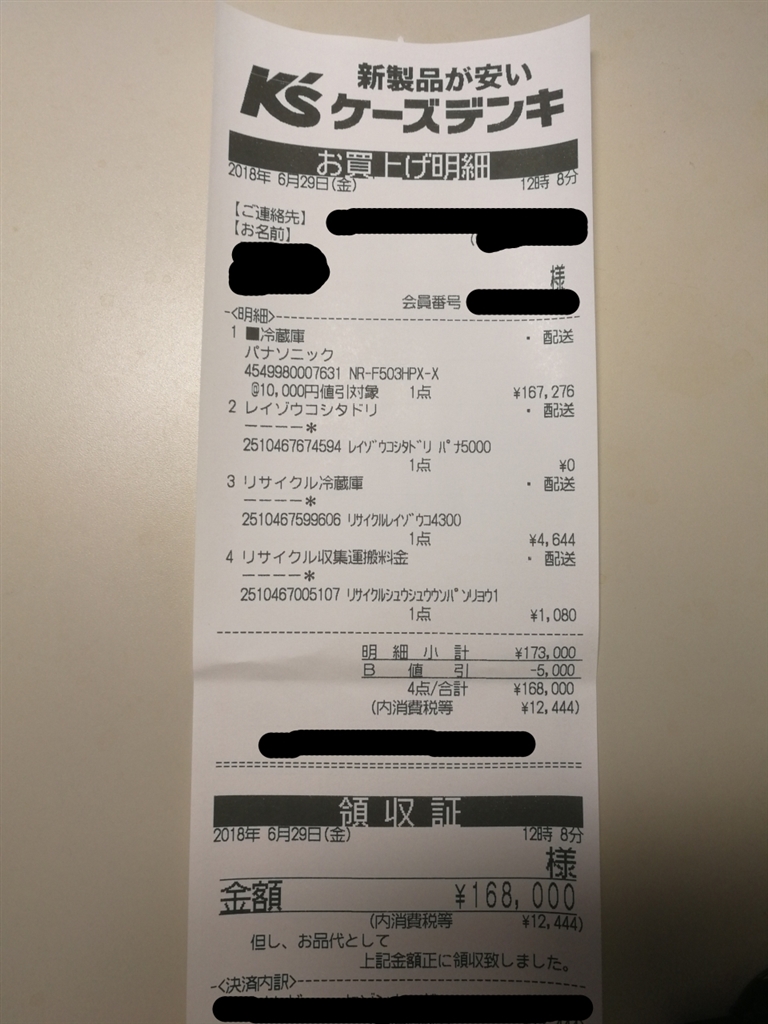 新製品が安い
K's ケーズデンキ
お買上げ明細
2018年 6月29日(金) 12時 8分
【ご連絡先】
【お名前】 (
様
会員番号
-<明細>-
1 ■冷蔵庫 ・ 配送
パナソニック
4549980007631 NR-F503HPX-X
@10,000円値引対象 1点 ¥167,276
2 レイゾウコシタドリ ・ 配送
ーーーー*
2510467674594 ﾚｲｿﾞｳｺｼﾀﾄﾞﾘ ﾊﾟﾅ5000
1点 ¥0
3 リサイクル冷蔵庫 ・ 配送
ーーーー*
2510467599606 ﾘｻｲｸﾙﾚｲｿﾞｳｺ4300
1点 ¥4,644
4 リサイクル収集運搬料金 ・ 配送
ーーーー*
2510467005107 ﾘｻｲｸﾙｼｭｳｼｭｳｳﾝﾊﾟﾝﾘｮｳ1
1点 ¥1,080
明 細 小 計 ¥173,000
B 値 引 -5,000
4点/合計 ¥168,000
(内消費税等 ¥12,444)
領収証
2018年 6月29日(金) 12時 8分
様
金額 ¥168,000
(内消費税等 ¥12,444)
但し、お品代として
上記金額正に領収致しました。
-<決済内訳>-